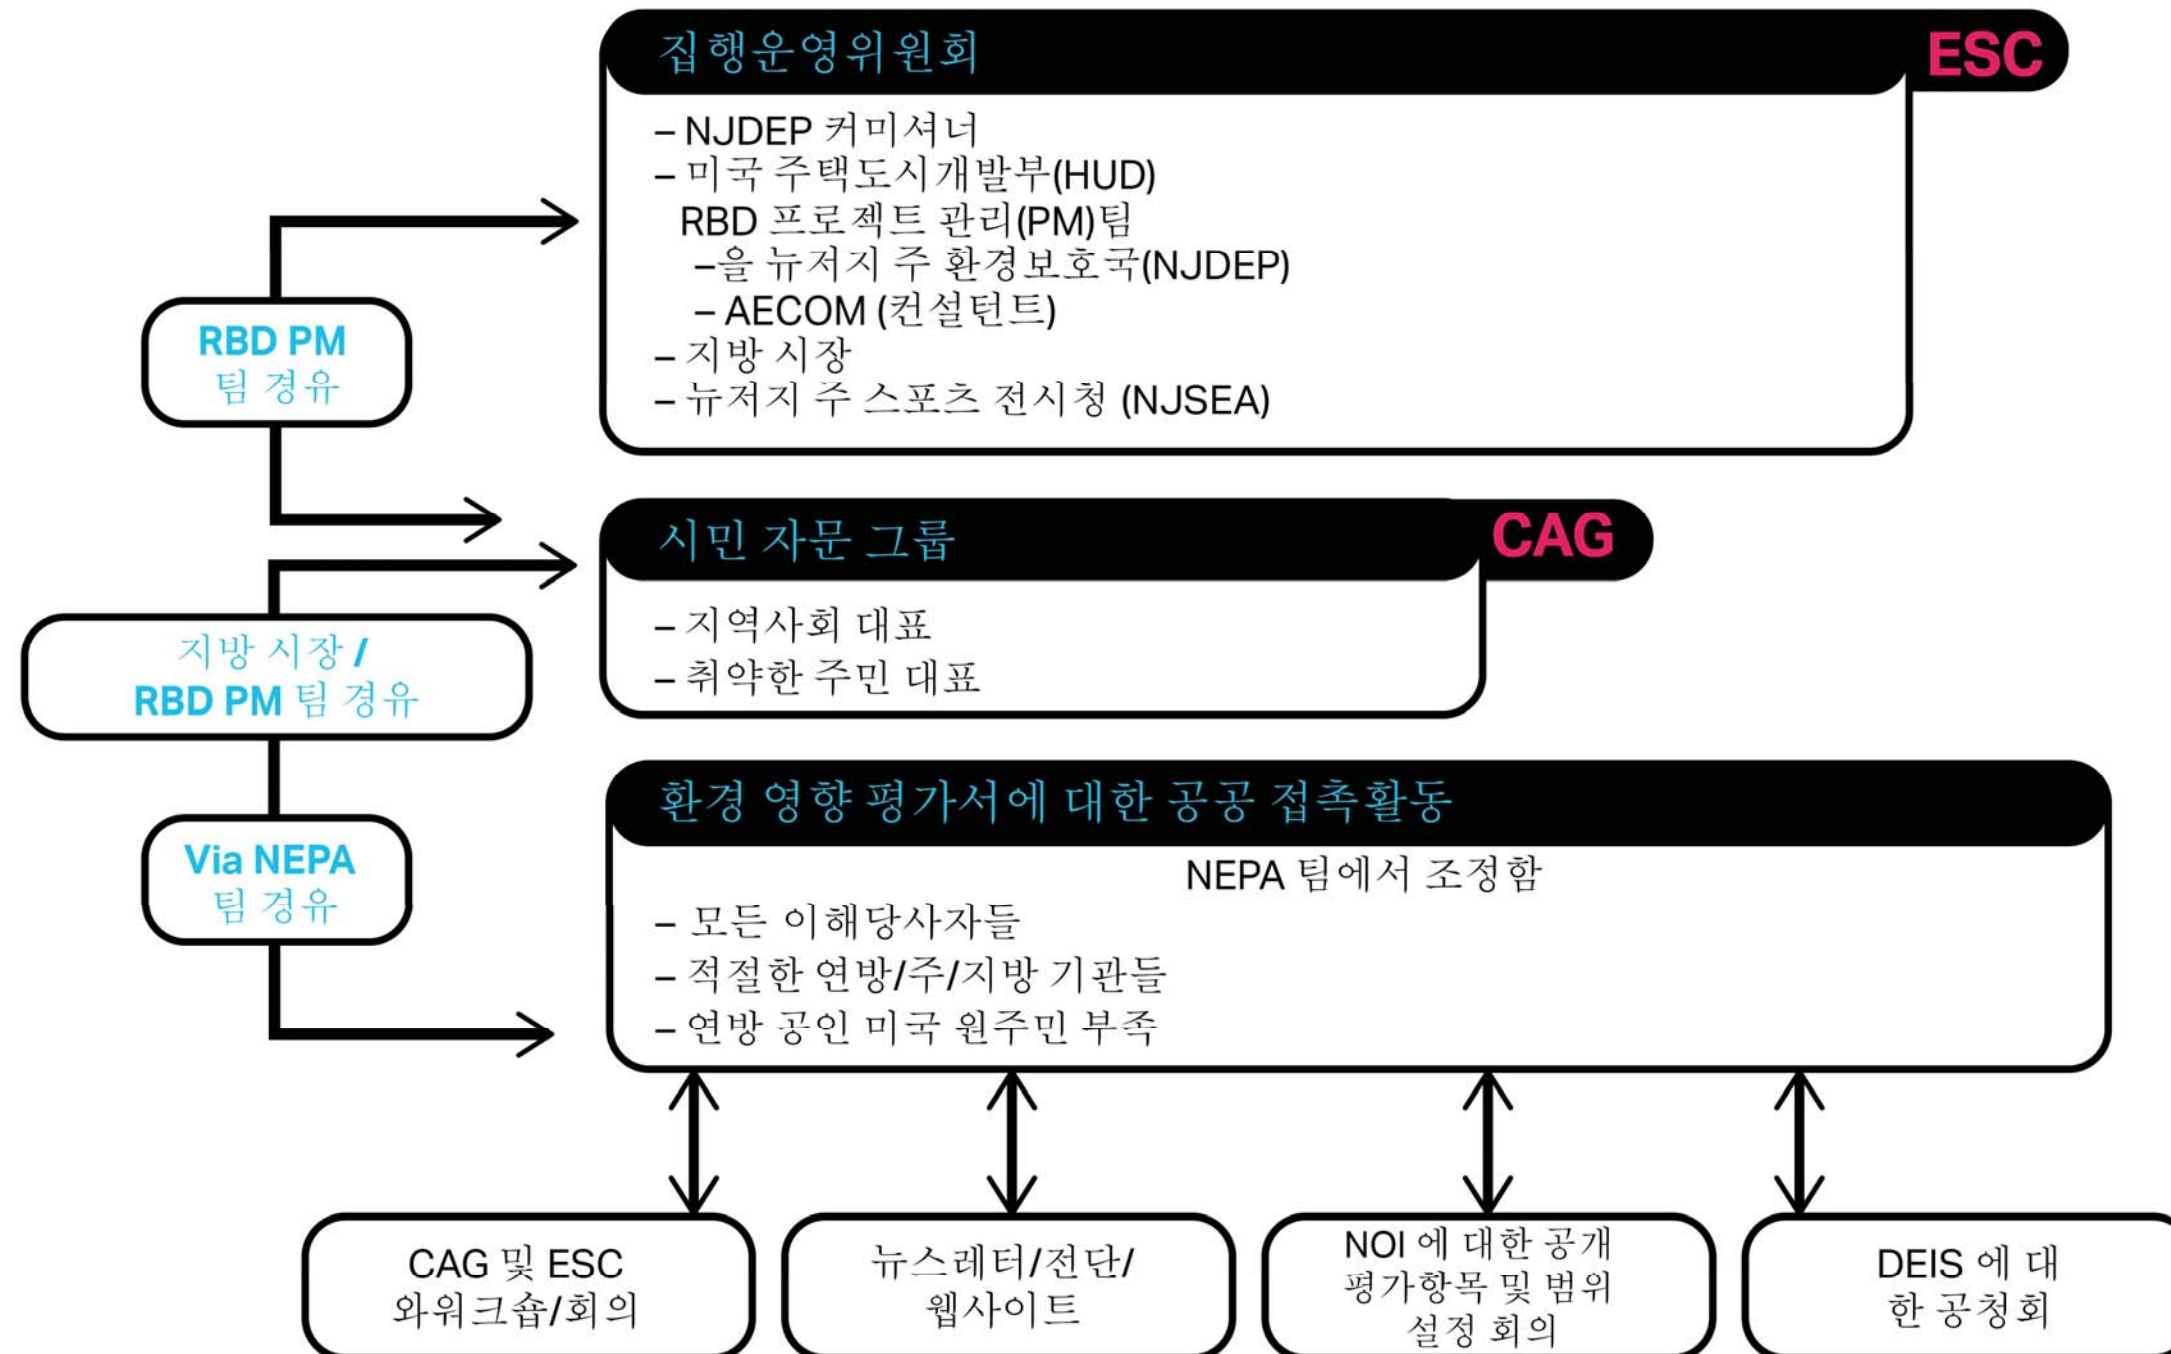 집행운영위원회
ESC
– NJDEP 커미셔너
– 미국 주택도시개발부(HUD)
RBD 프로젝트 관리(PM)팀
–을 뉴저지 주 환경보호국(NJDEP)
– AECOM (컨설턴트)
– 지방 시장
– 뉴저지 주 스포츠 전시청 (NJSEA)
RBD PM
팀 경유
시민 자문 그룹
CAG
– 지역사회 대표
– 취약한 주민 대표
지방 시장 /
RBD PM 팀 경유
Via NEPA
팀 경유
환경 영향 평가서에 대한 공공 접촉활동
NEPA 팀에서 조정함
– 모든 이해당사자들
– 적절한 연방/주/지방 기관들
– 연방 공인 미국 원주민 부족
CAG 및 ESC
와워크숍/회의
뉴스레터/전단/
웹사이트
NOI 에 대한 공개
평가항목 및 범위
설정 회의
DEIS 에 대
한 공청회